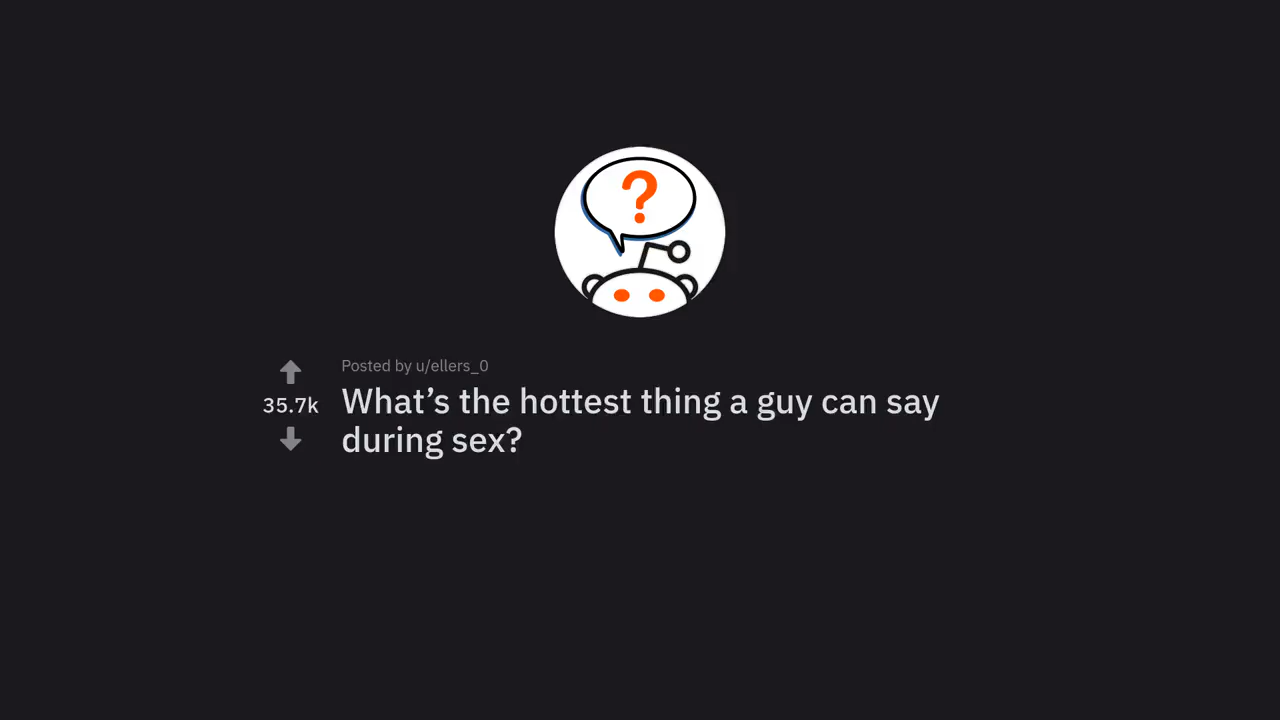 ?
Posted by u/ellers_0
35.7k
What’s the hottest thing a guy can say
during sex?